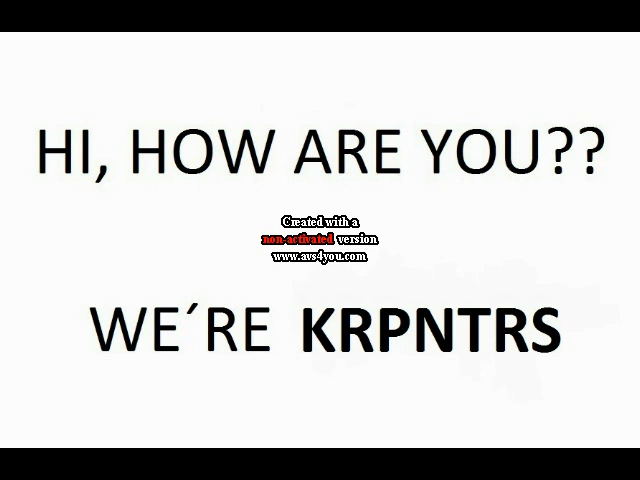 HI, HOW ARE YOU??
Created with a
non-activated version
www.avs4you.com
WE´RE KRPNTRS